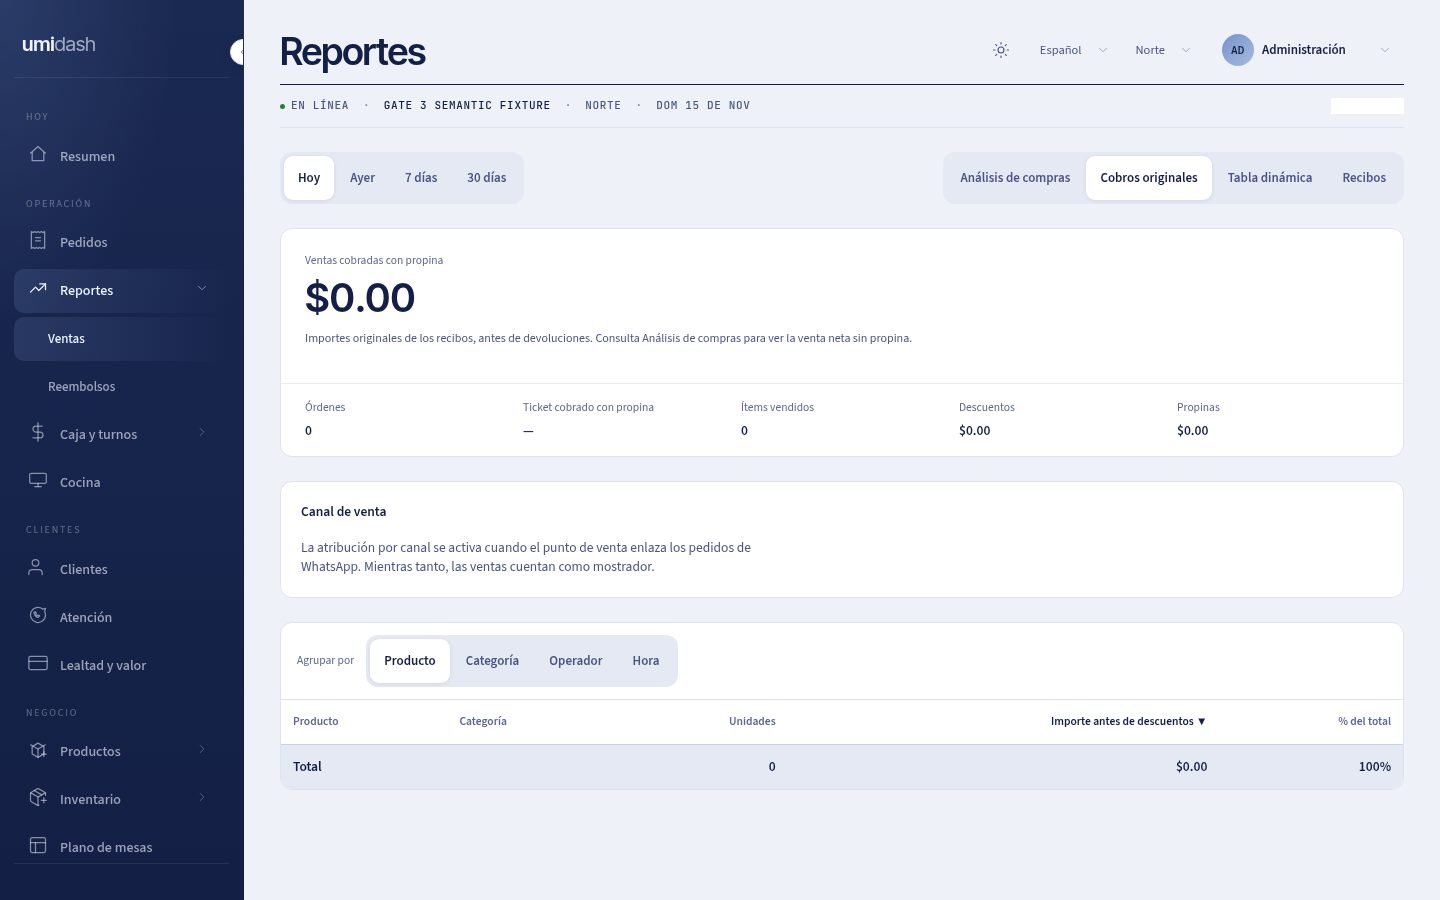 umidash
HOY
Resumen
OPERACIÓN
Pedidos
Reportes
Ventas
Reembolsos
Caja y turnos
Cocina
CLIENTES
Clientes
Atención
Lealtad y valor
NEGOCIO
Productos
Inventario
Plano de mesas
Reportes
Español
Norte
AD
Administración
EN LÍNEA · GATE 3 SEMANTIC FIXTURE · NORTE · DOM 15 DE NOV
Hoy Ayer 7 días 30 días
Análisis de compras Cobros originales Tabla dinámica Recibos
Ventas cobradas con propina
$0.00
Importes originales de los recibos, antes de devoluciones. Consulta Análisis de compras para ver la venta neta sin propina.
Órdenes Ticket cobrado con propina Ítems vendidos Descuentos Propinas
0 — 0 $0.00 $0.00
Canal de venta
La atribución por canal se activa cuando el punto de venta enlaza los pedidos de
WhatsApp. Mientras tanto, las ventas cuentan como mostrador.
Agrupar por Producto Categoría Operador Hora
Producto Categoría Unidades Importe antes de descuentos ▼ % del total
Total 0 $0.00 100%